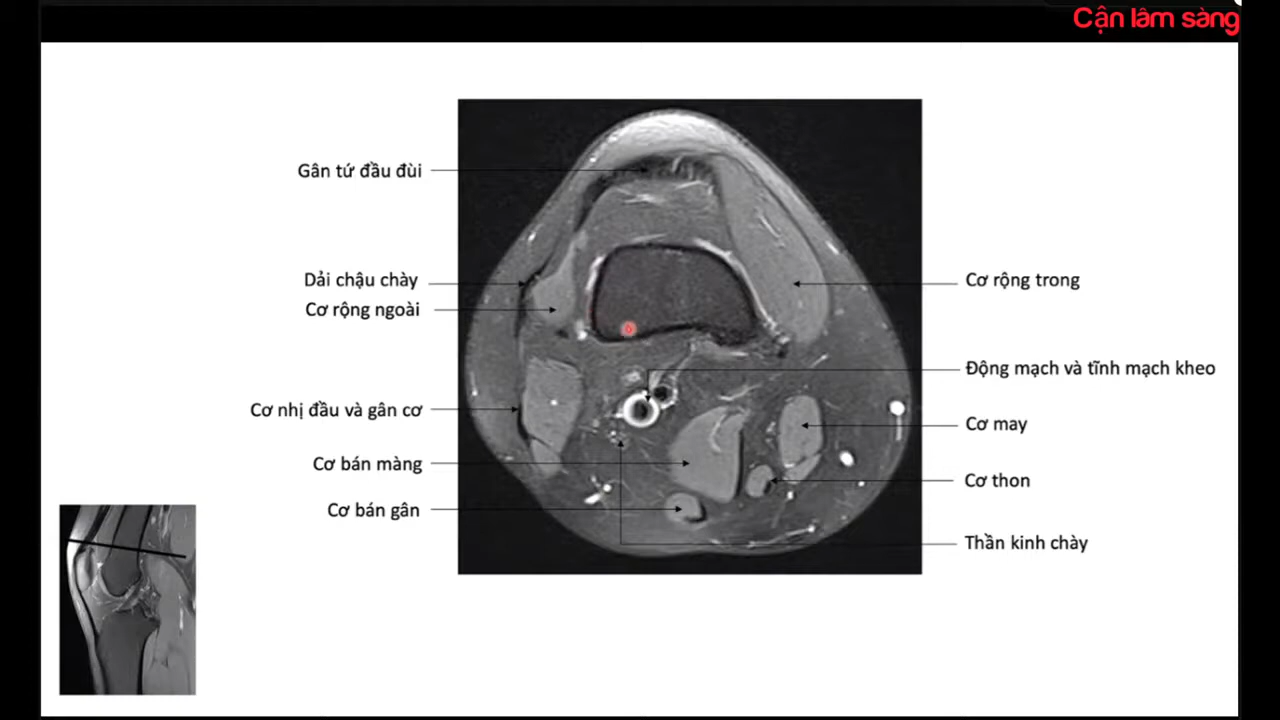 Cận lâm sàng
Gân tứ đầu đùi
Dải chậu chày
Cơ rộng ngoài
Cơ nhị đầu và gân cơ
Cơ bán màng
Cơ bán gân
Cơ rộng trong
Động mạch và tĩnh mạch kheo
Cơ may
Cơ thon
Thần kinh chày